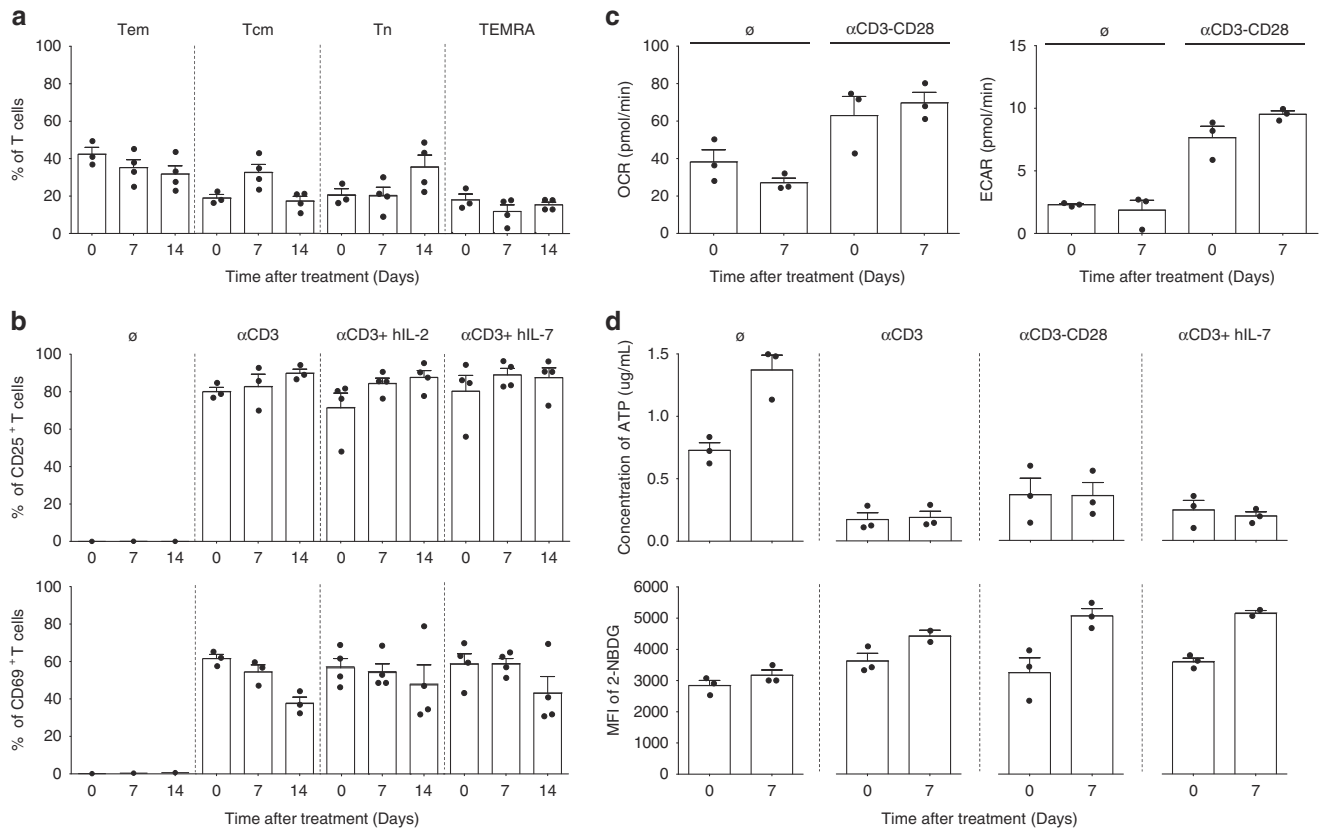 a
Tem Tcm Tn TEMRA
100
80
60
40
20
0
% of T cells
0 7 14 0 7 14 0 7 14 0 7 14
Time after treatment (Days)
b
ø αCD3 αCD3+ hIL-2 αCD3+ hIL-7
100
80
60
40
20
0
% of CD25+ T cells
0 7 14 0 7 14 0 7 14 0 7 14
100
80
60
40
20
0
% of CD69+T cells
0 7 14 0 7 14 0 7 14 0 7 14
Time after treatment (Days)
c
ø αCD3-CD28
100
80
60
40
20
0
OCR (pmol/min)
0 7 0 7
Time after treatment (Days)
ø αCD3-CD28
15
10
5
0
ECAR (pmol/min)
0 7 0 7
Time after treatment (Days)
d
ø αCD3 αCD3-CD28 αCD3+ hIL-7
1.5
1.0
0.5
0.0
Concentration of ATP (ug/mL)
6000
5000
4000
3000
2000
1000
0
MFI of 2-NBDG
0 7 0 7 0 7 0 7
Time after treatment (Days)